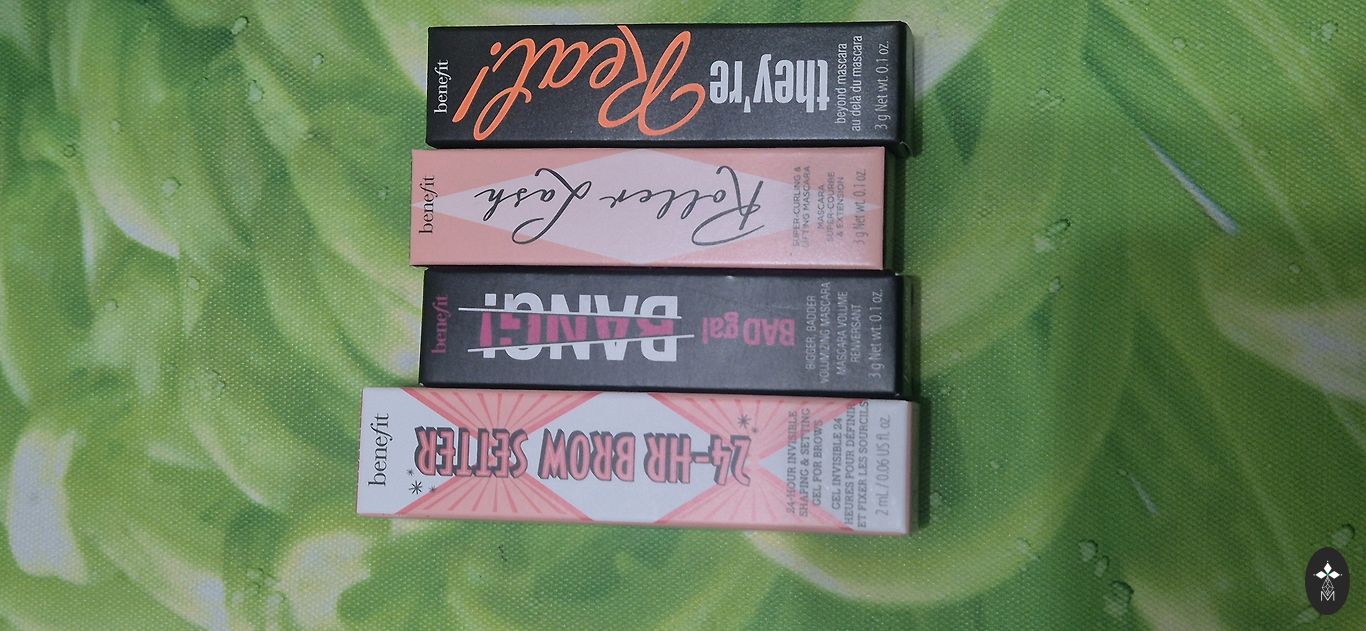 benefit
they're
Real!
beyond mascara
au delà du mascara
3 g Net wt. 0.1 oz.
benefit
Roller Lash
SUPER-CURLING &
LIFTING MASCARA
MASCARA
SUPER-COURBE
& EXTENSION
3 g Net wt. 0.1 oz.
benefit
BADgal
BANG!
BIGGER, BADDER
VOLUMIZING MASCARA
MASCARA VOLUME
RENVERSANT
3 g Net wt. 0.1 oz.
benefit
24-HR BROW SETTER
24-HOUR INVISIBLE
SHAPING & SETTING
GEL FOR BROWS
GEL INVISIBLE 24
HEURES POUR DÉFINIR
ET FIXER LES SOURCILS
2 mL / 0.06 US fl. oz.
M